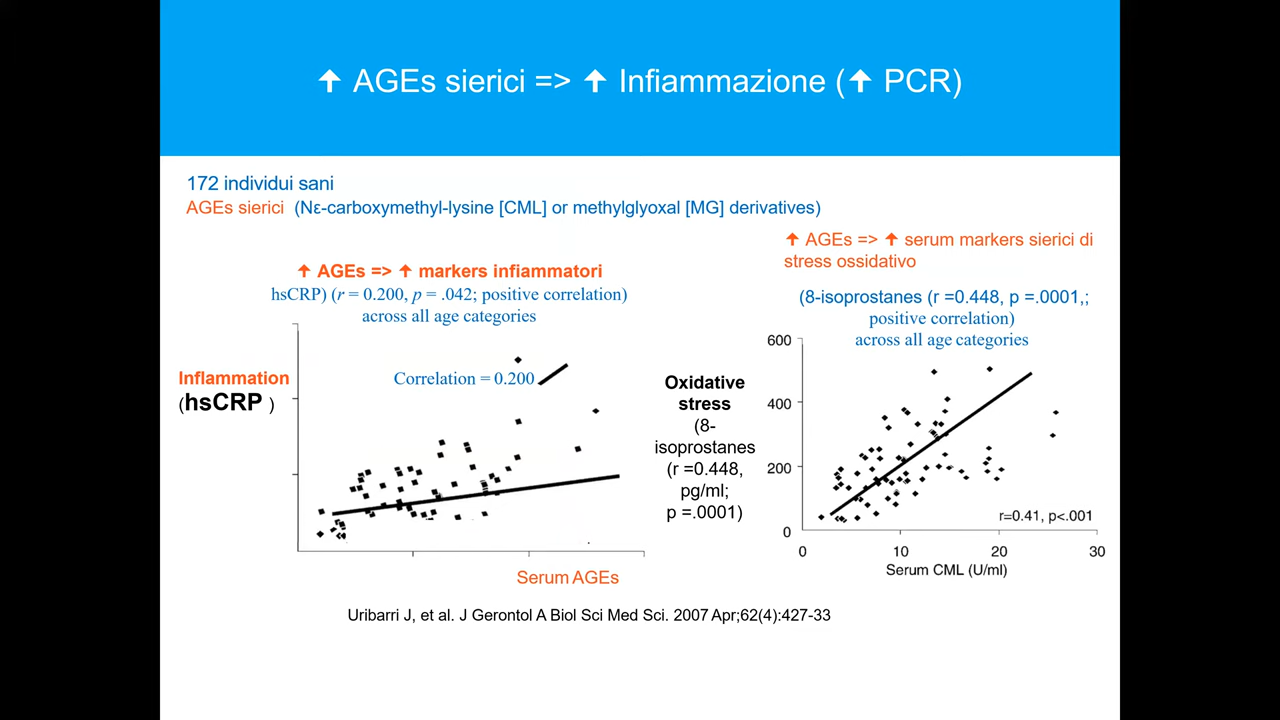 ⬆ AGEs sierici => ⬆ Infiammazione (⬆ PCR)
172 individui sani
AGEs sierici (Nε-carboxymethyl-lysine [CML] or methylglyoxal [MG] derivatives)
⬆ AGEs => ⬆ markers infiammatori
hsCRP) (r = 0.200, p = .042; positive correlation)
across all age categories
Correlation = 0.200
Inflammation
(hsCRP )
Serum AGEs
⬆ AGEs => ⬆ serum markers sierici di
stress ossidativo
(8-isoprostanes (r =0.448, p =.0001,;
positive correlation)
across all age categories
Oxidative
stress
(8-
isoprostanes
(r =0.448,
pg/ml;
p =.0001)
600
400
200
0
r=0.41, p<.001
0 10 20 30
Serum CML (U/ml)
Uribarri J, et al. J Gerontol A Biol Sci Med Sci. 2007 Apr;62(4):427-33